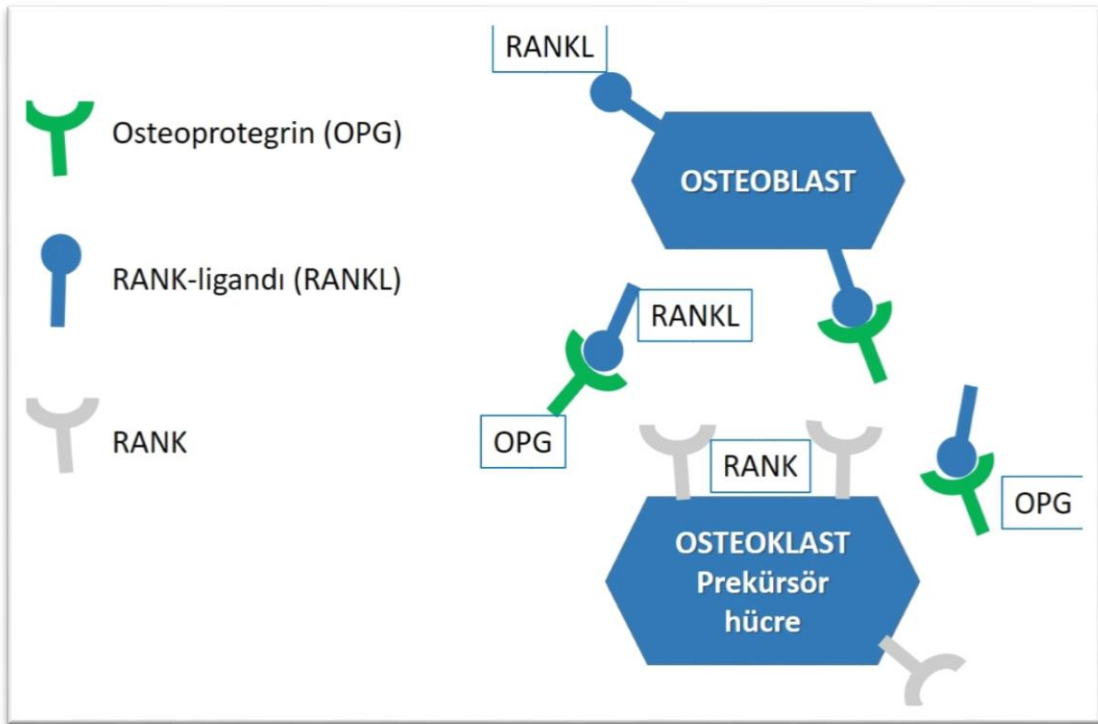 RANKL
Osteoprotegrin (OPG)
OSTEOBLAST
RANK-ligandı (RANKL)
RANKL
OPG
RANK
RANK
OPG
OSTEOKLAST
Prekürsör
hücre